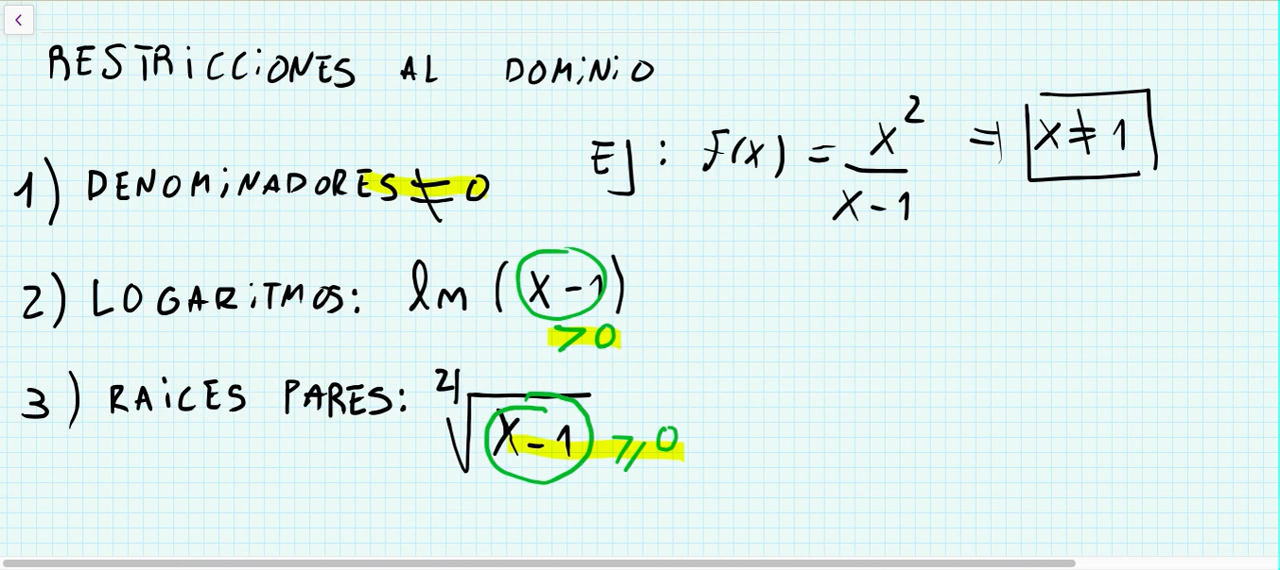 RESTRICCIONES AL DOMINIO
EJ: f(x) = x² / x-1 ⇒ x ≠ 1
1) DENOMINADORES ≠ 0
2) LOGARITMOS: ln (x-1)
>0
3) RAICES PARES: √x-1 ≥0